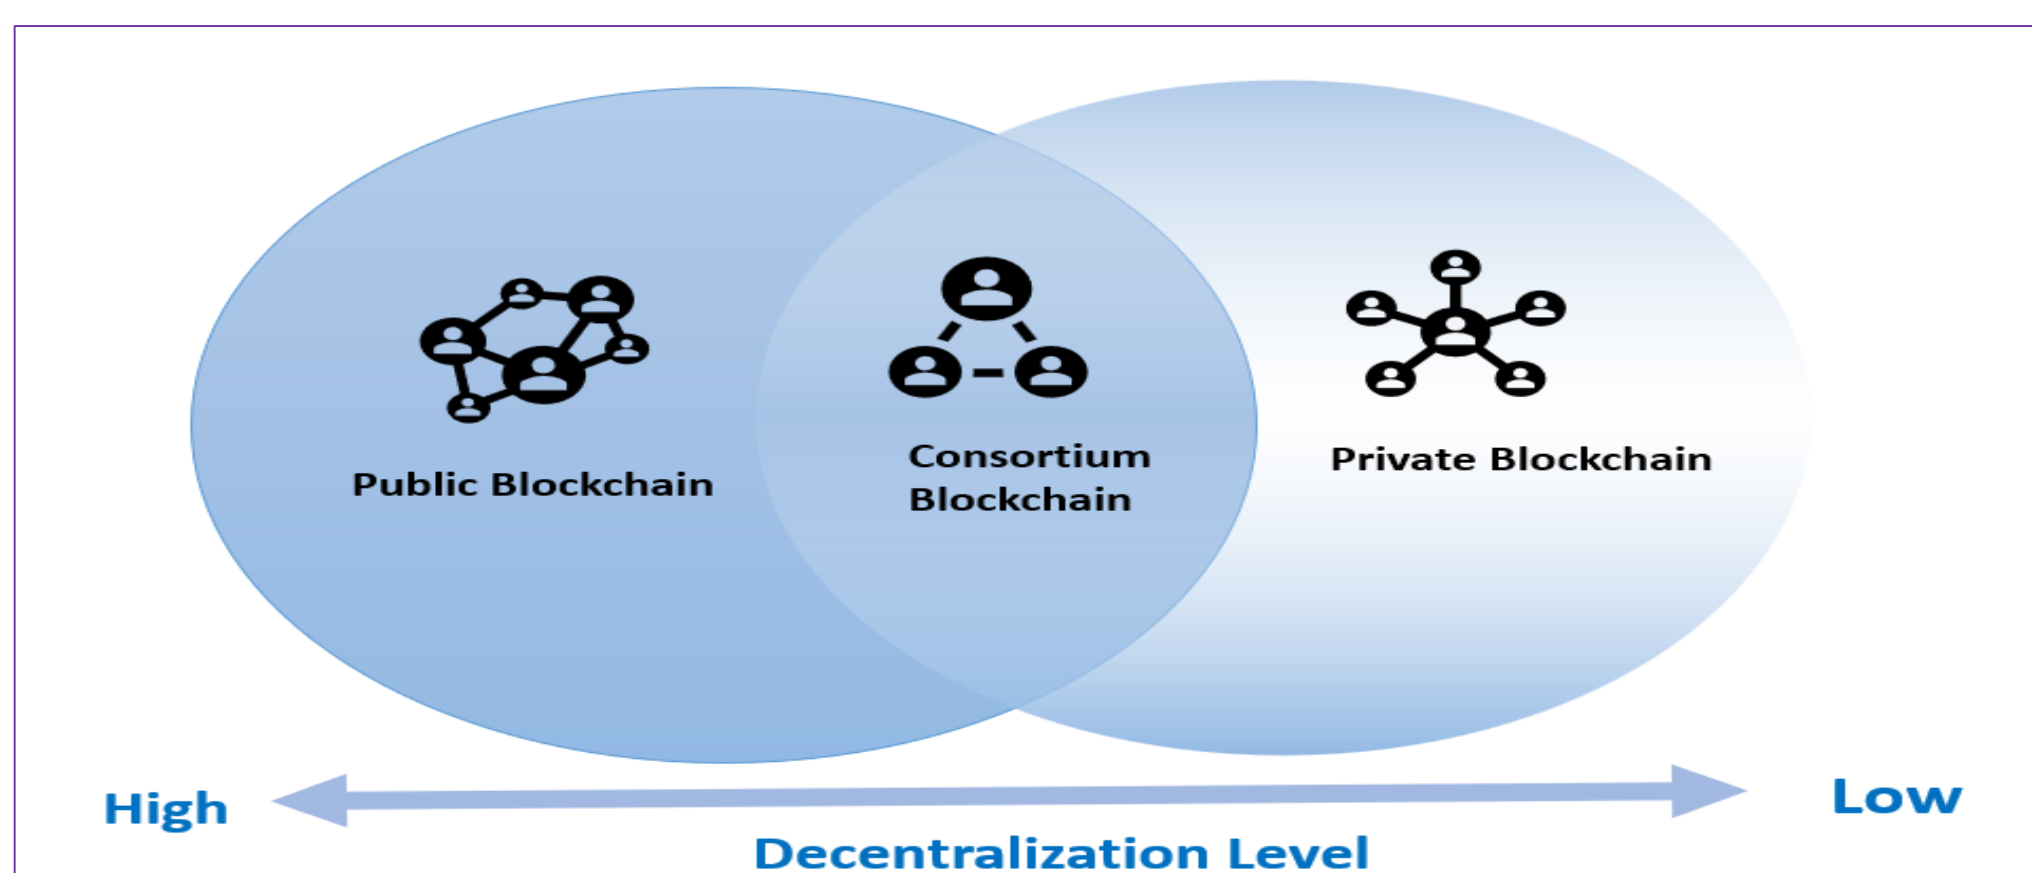 Public Blockchain
Consortium
Blockchain
Private Blockchain
High
Low
Decentralization Level